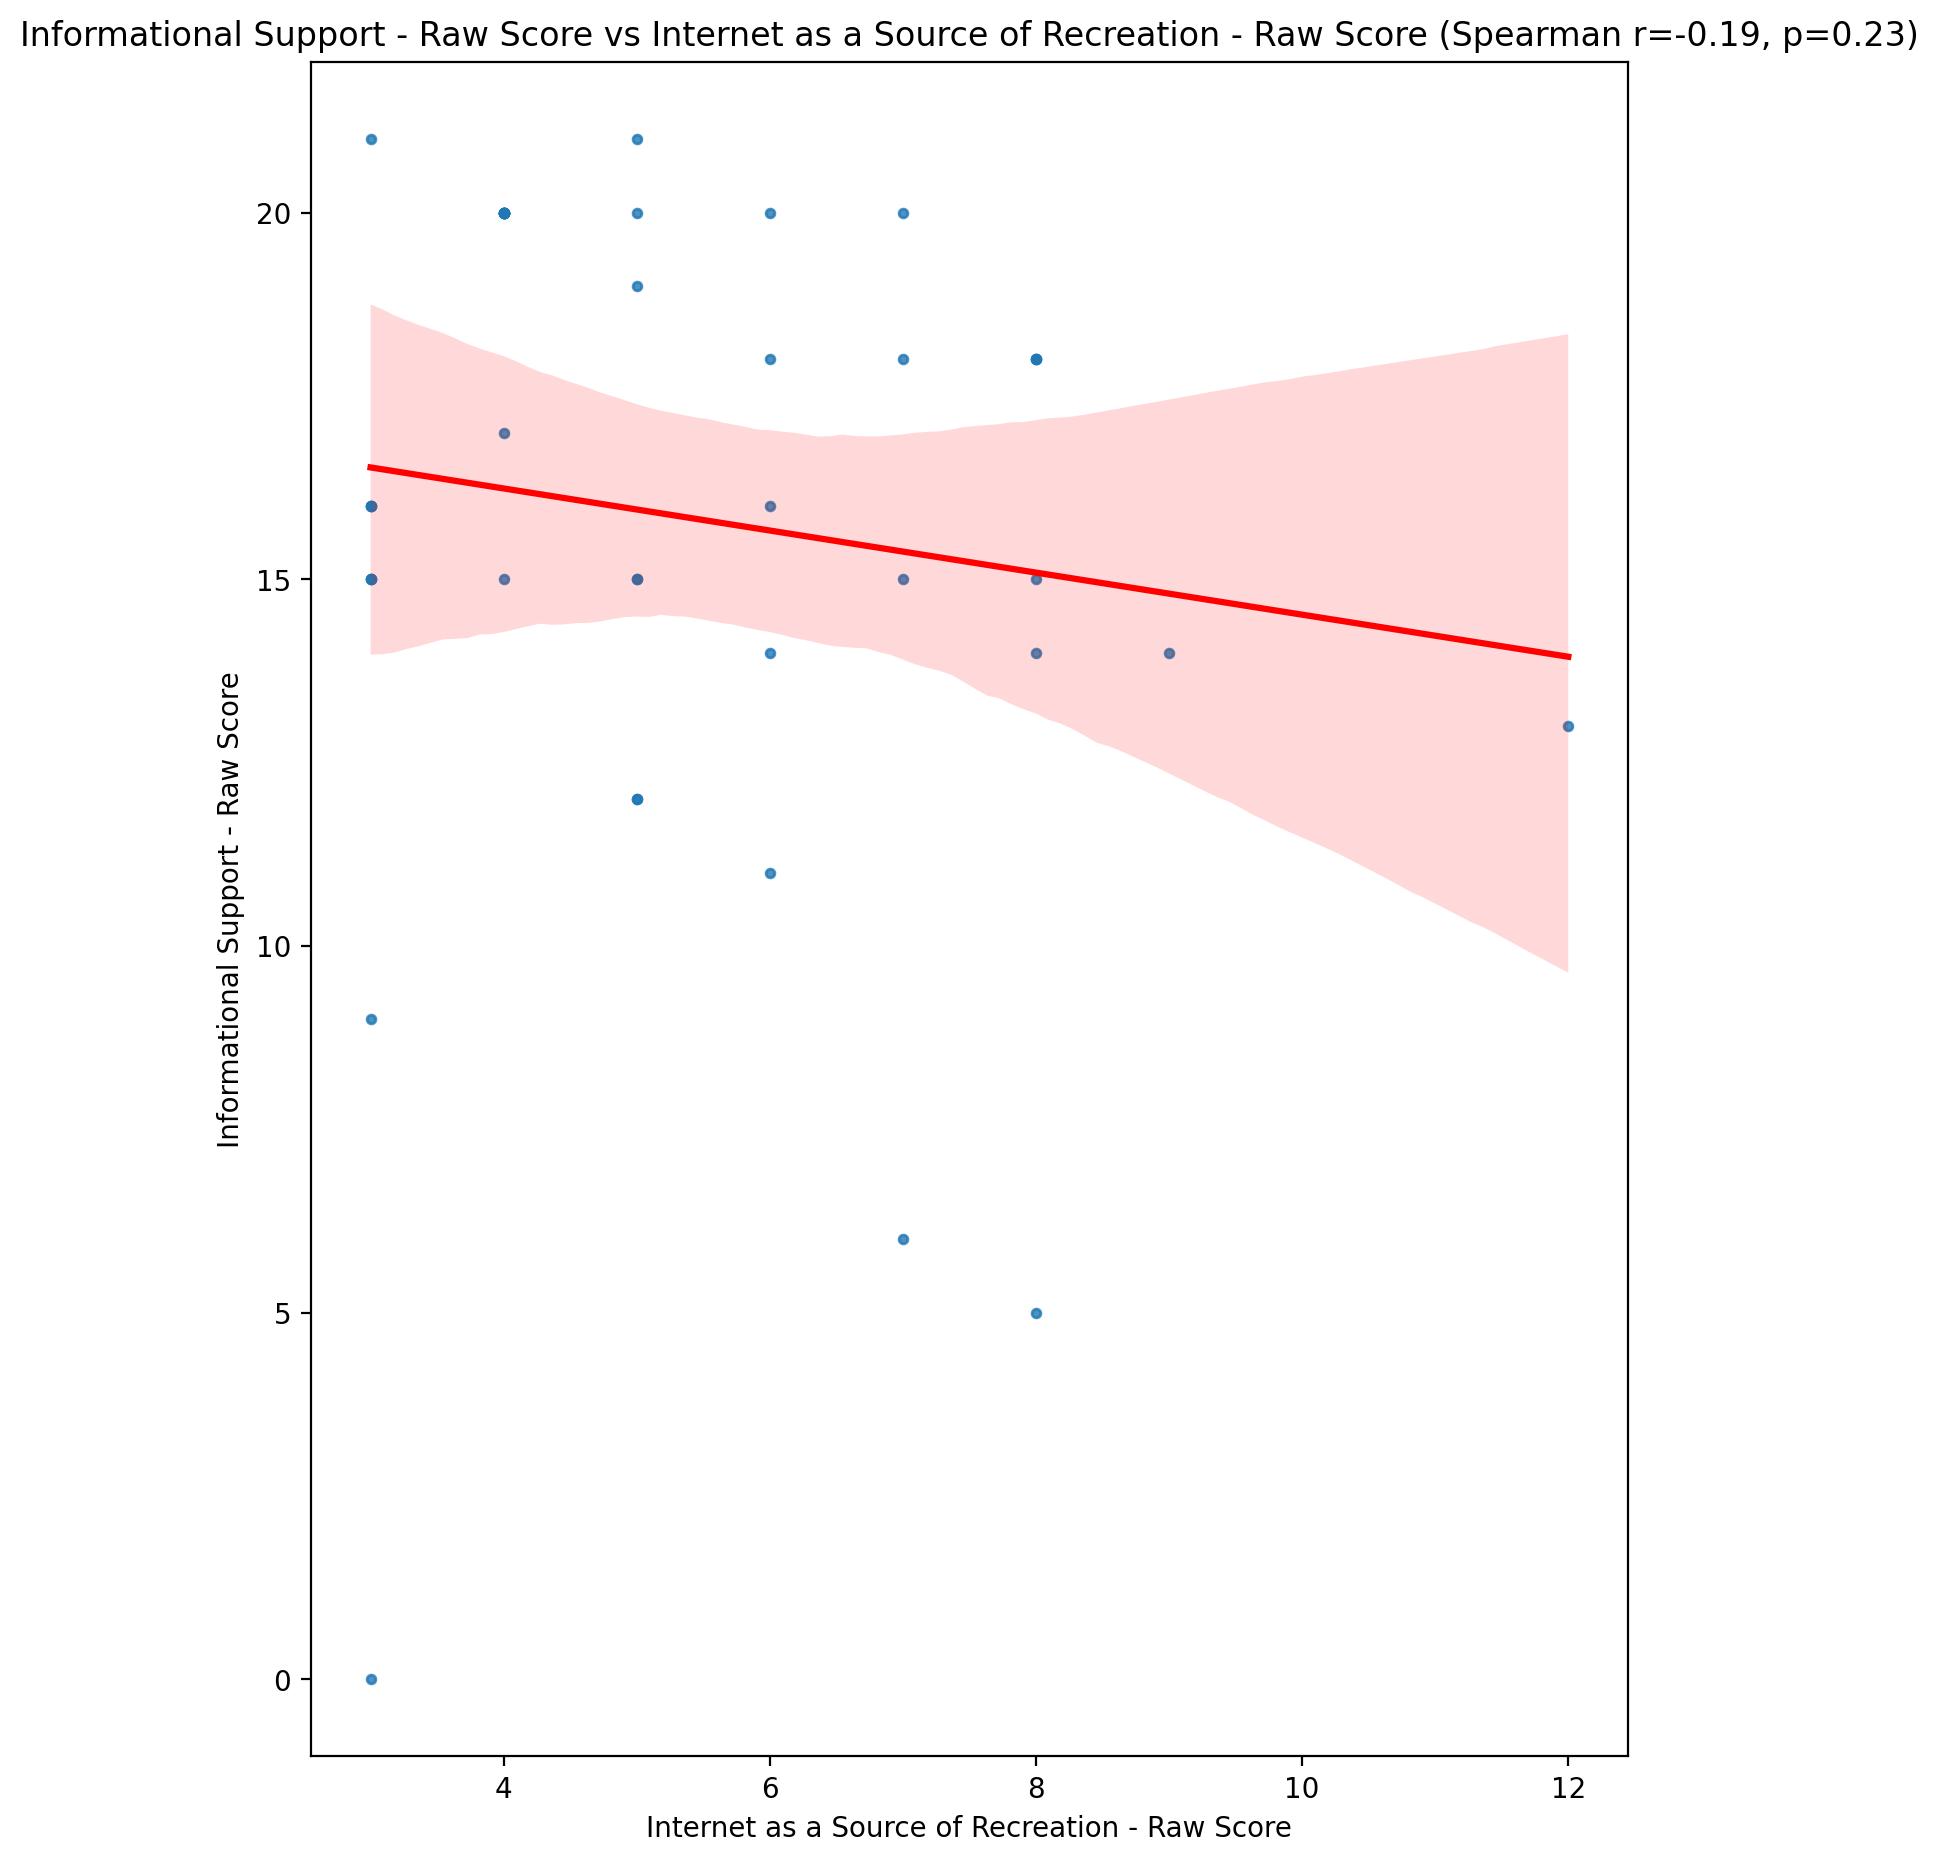 Informational Support - Raw Score vs Internet as a Source of Recreation - Raw Score (Spearman r=-0.19, p=0.23)
Informational Support - Raw Score
20
15
10
5
0
4 6 8 10 12
Internet as a Source of Recreation - Raw Score